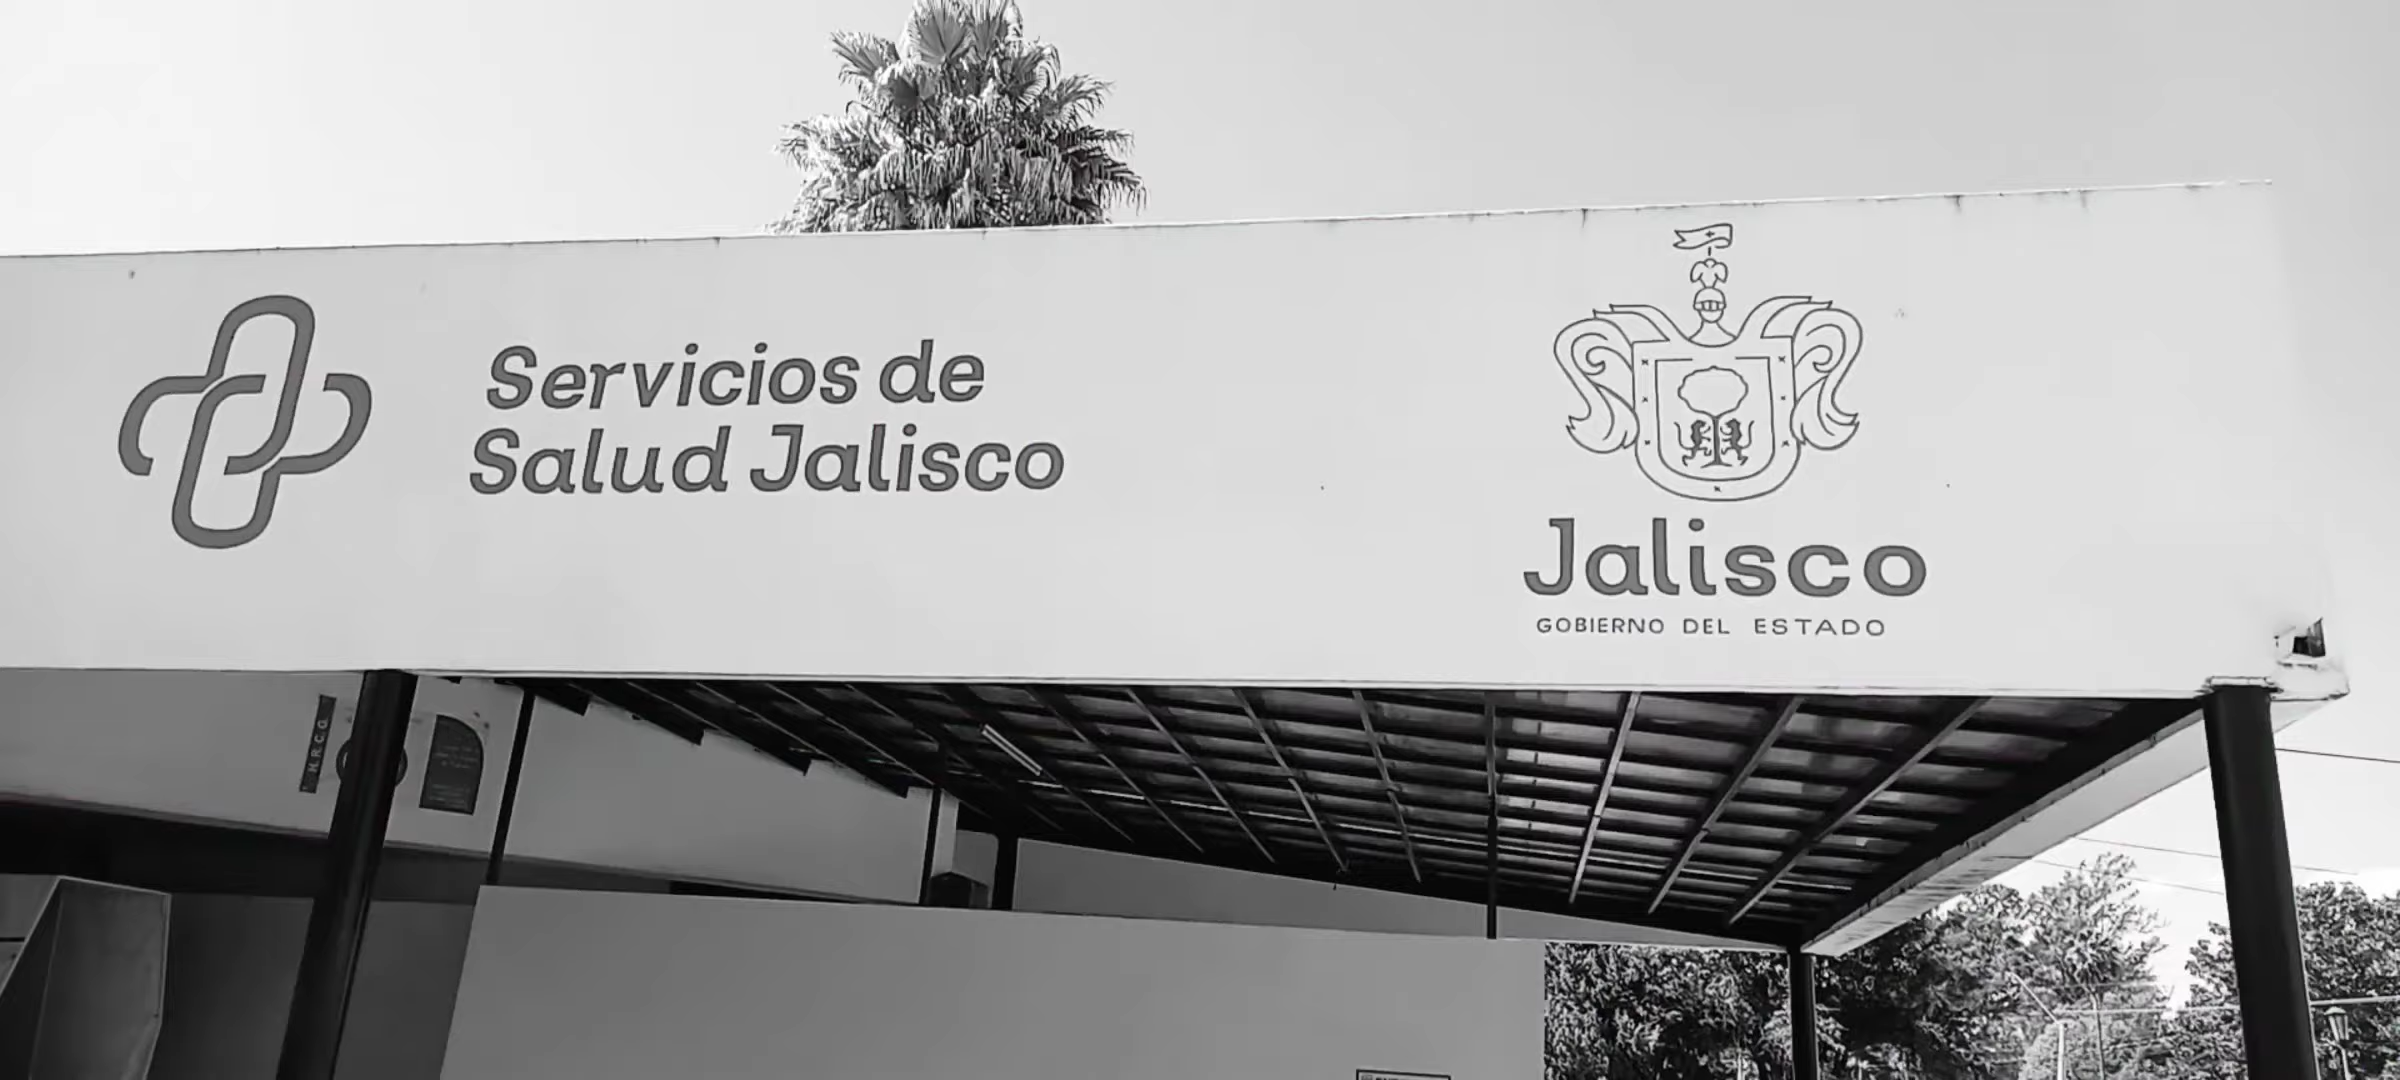 Servicios de
Salud Jalisco
Jalisco
GOBIERNO DEL ESTADO
H.R.C.G.